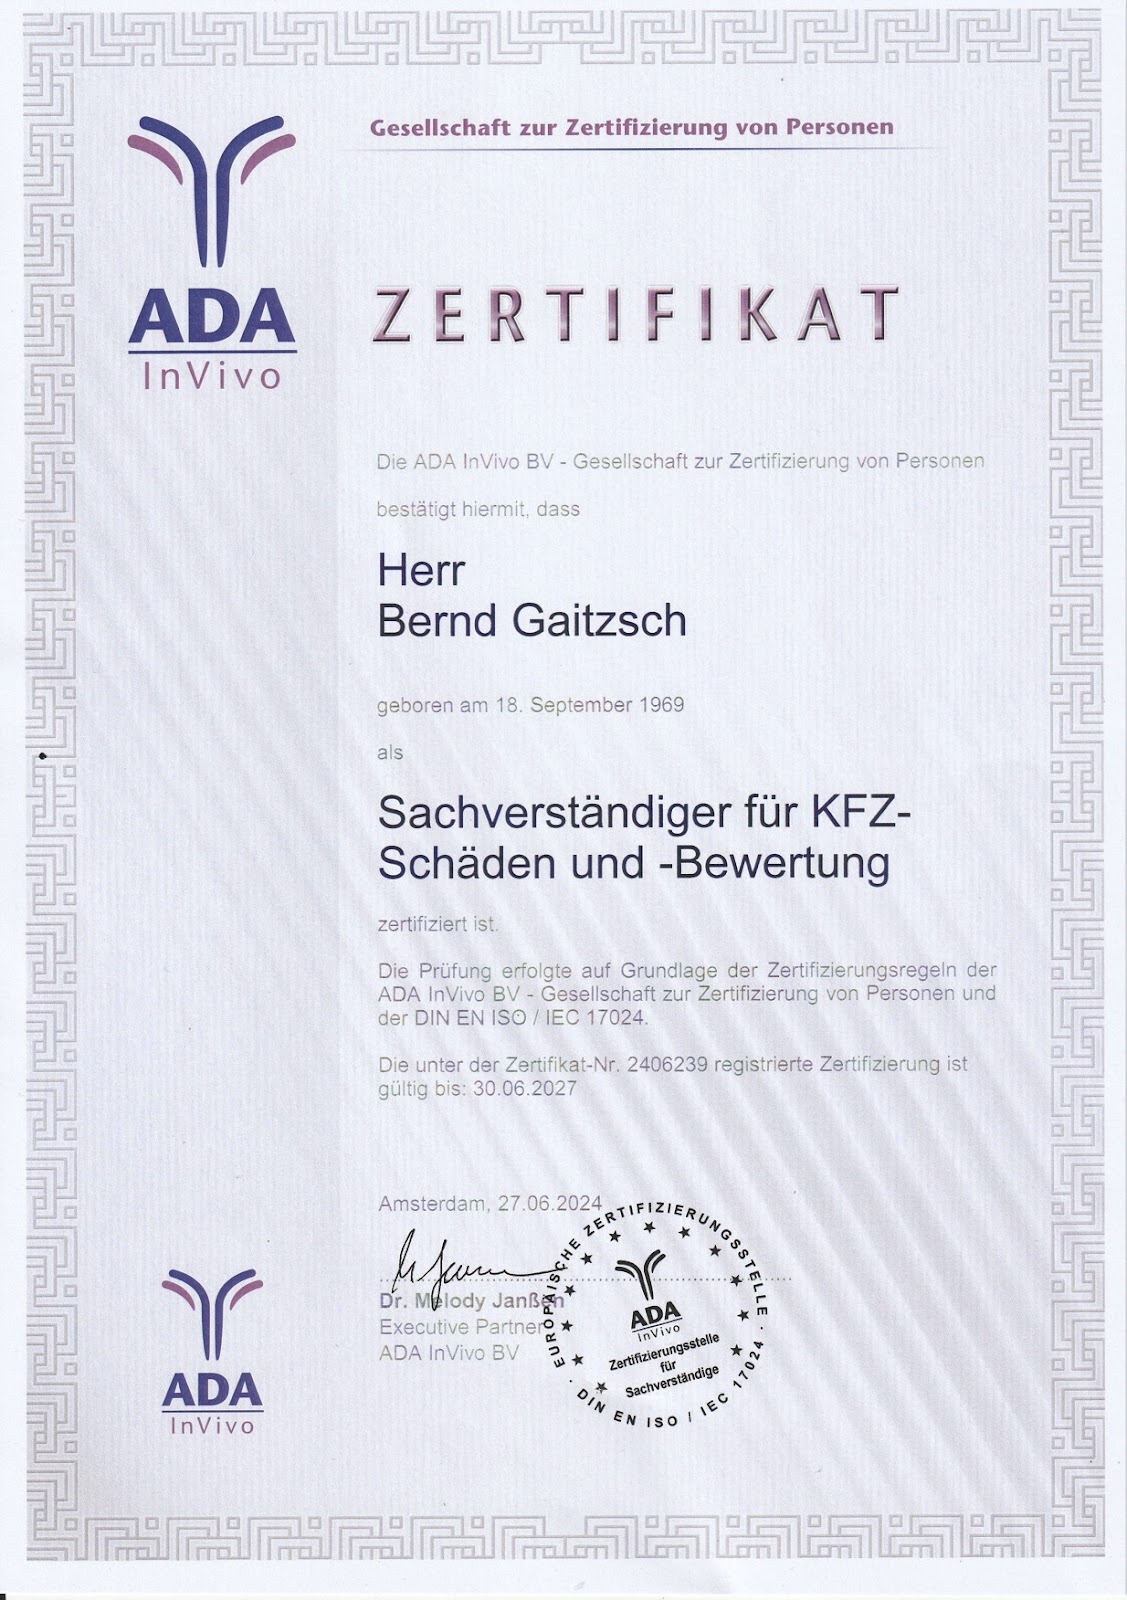 Gesellschaft zur Zertifizierung von Personen
ADA
InVivo
ZERTIFIKAT
Die ADA InVivo BV - Gesellschaft zur Zertifizierung von Personen
bestätigt hiermit, dass
Herr
Bernd Gaitzsch
geboren am 18. September 1969
als
Sachverständiger für KFZ-
Schäden und -Bewertung
zertifiziert ist.
Die Prüfung erfolgte auf Grundlage der Zertifizierungsregeln der
ADA InVivo BV - Gesellschaft zur Zertifizierung von Personen und
der DIN EN ISO / IEC 17024.
Die unter der Zertifikat-Nr. 2406239 registrierte Zertifizierung ist
gültig bis: 30.06.2027
Amsterdam, 27.06.2024
Dr. Melody Janßen
Executive Partner
ADA InVivo BV
EUROPÄISCHE ZERTIFIZIERUNGSSTELLE
ADA
InVivo
Zertifizierungsstelle
für
Sachverständige
· DIN EN ISO / IEC 17024 ·
ADA
InVivo